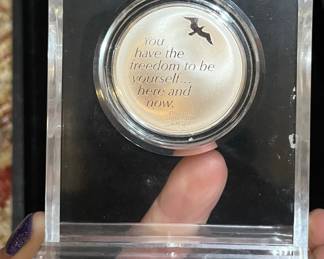 You
have the
freedom to be
yourself...
here and
now.